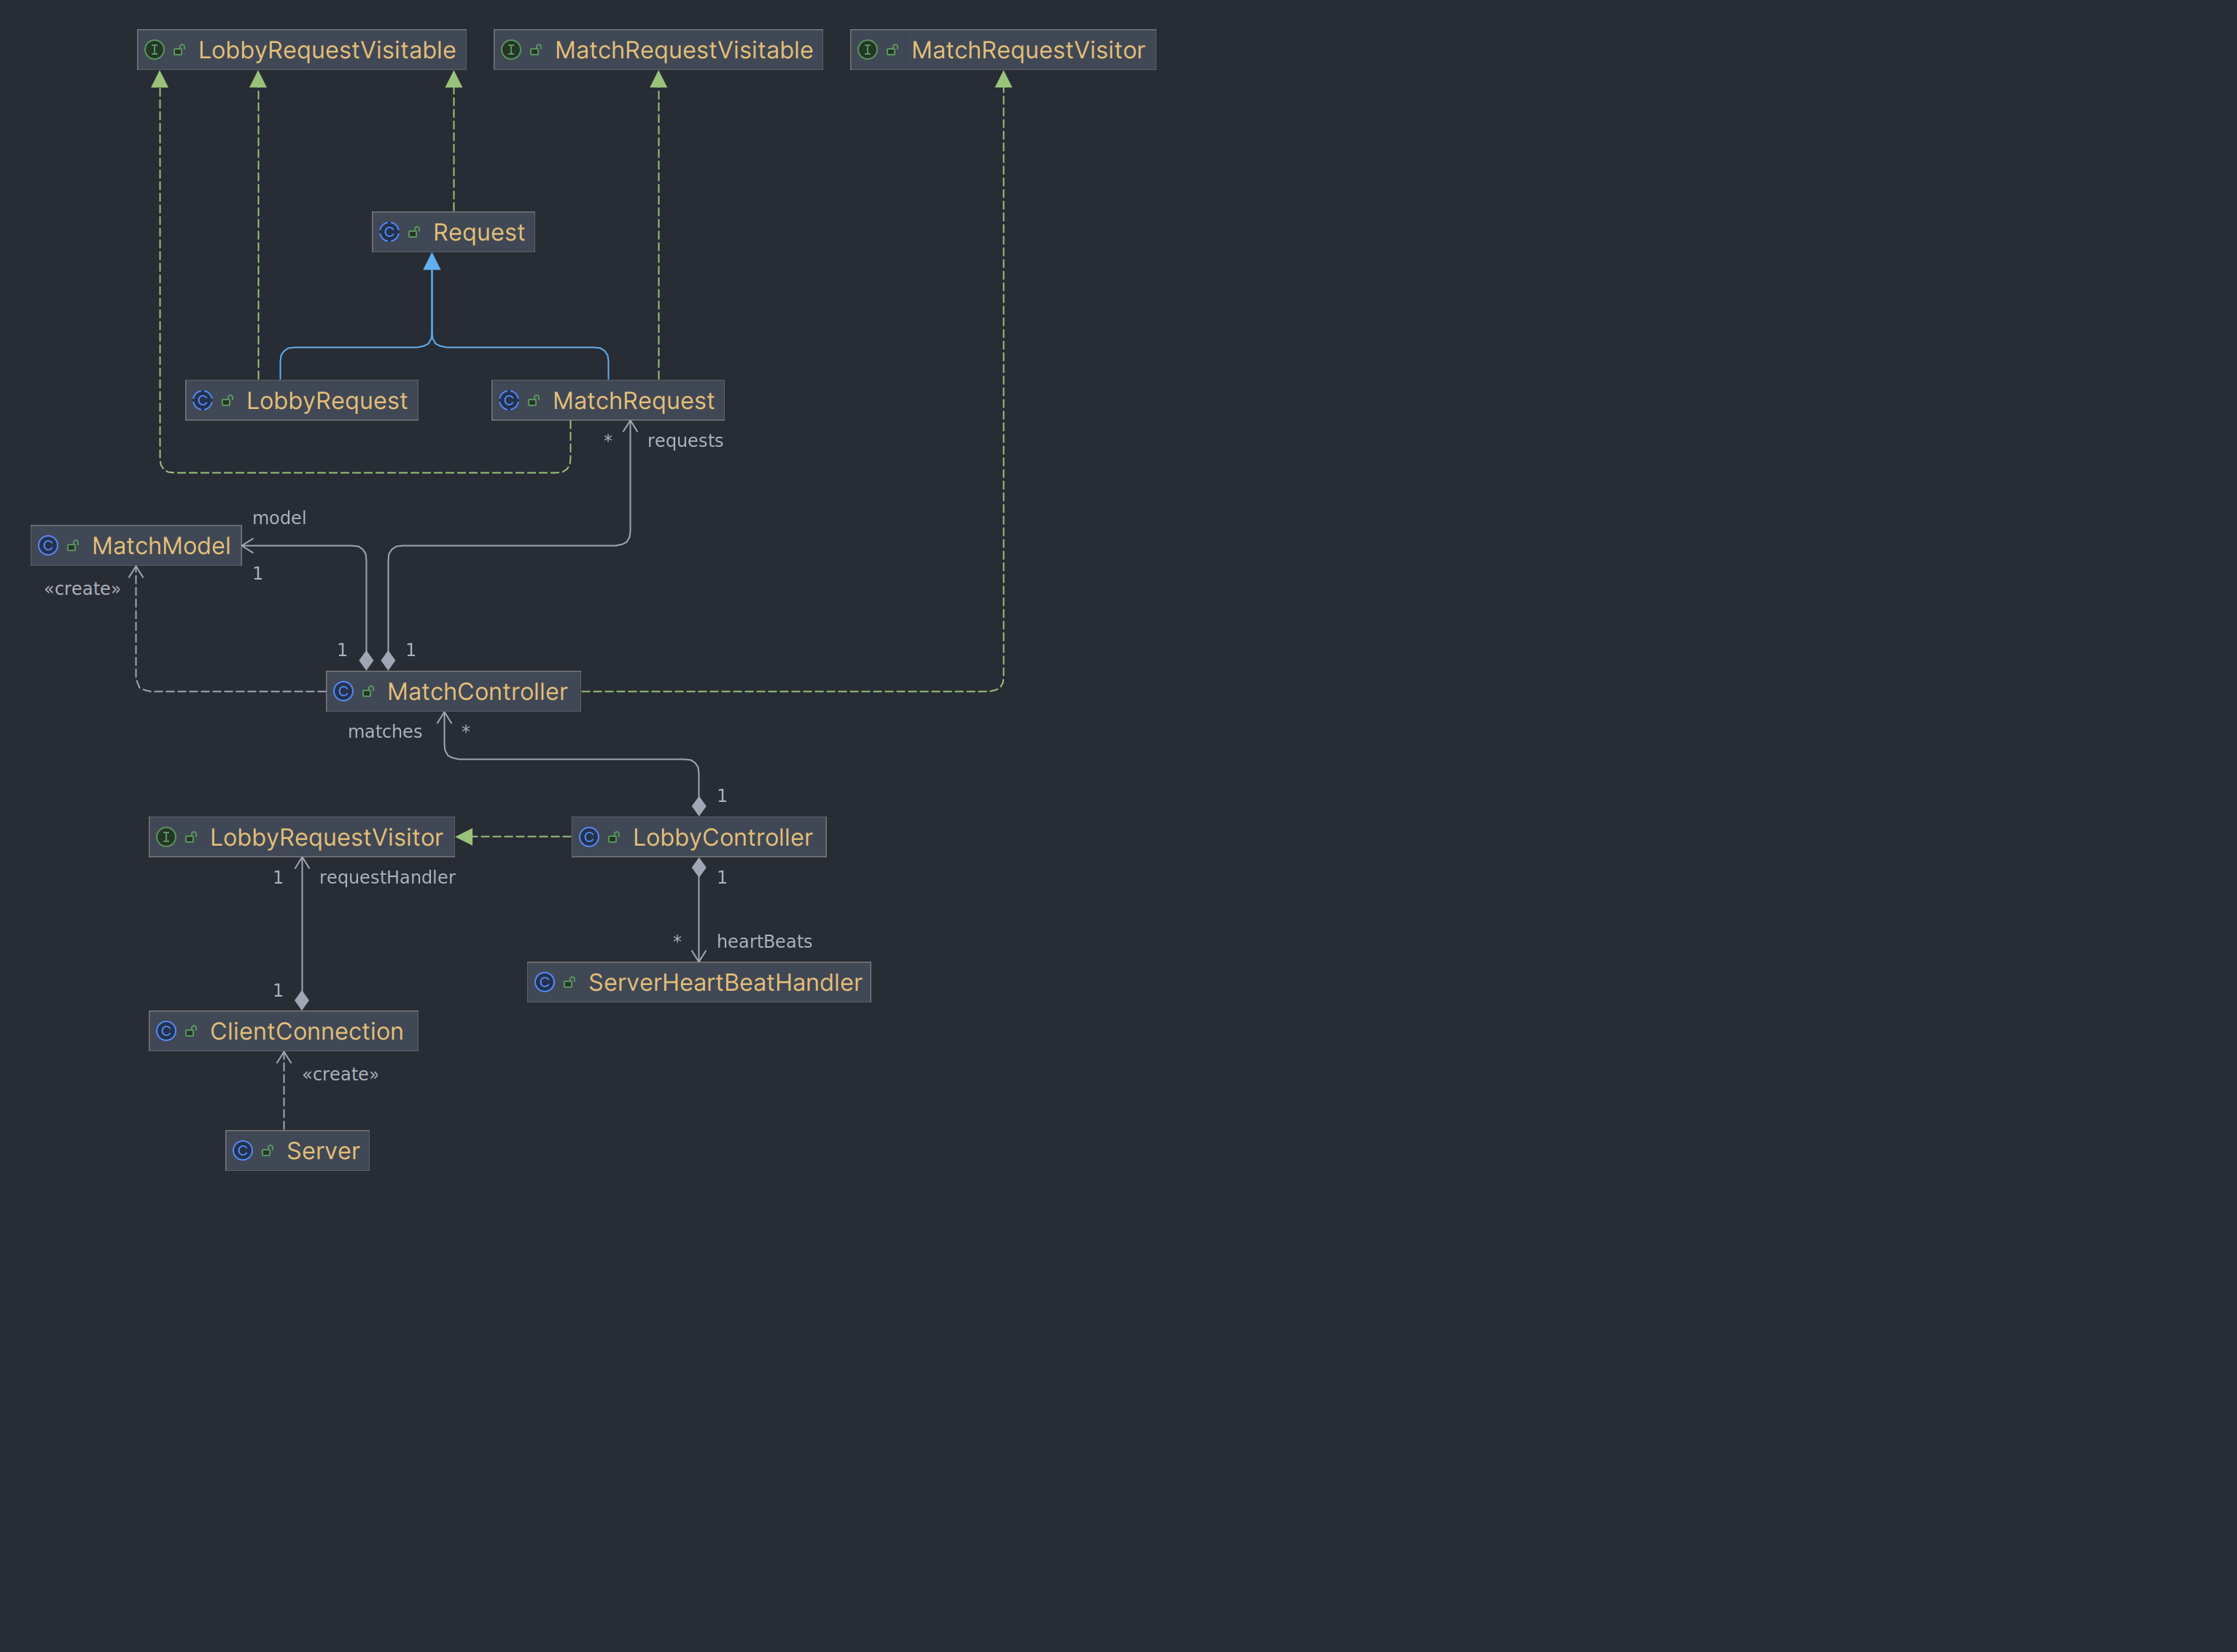 LobbyRequestVisitable
MatchRequestVisitable
MatchRequestVisitor
Request
LobbyRequest
MatchRequest
* requests
model
MatchModel
1
«create»
1 1
MatchController
matches *
1
LobbyRequestVisitor
LobbyController
1 requestHandler
1
* heartBeats
ServerHeartBeatHandler
1
ClientConnection
«create»
Server